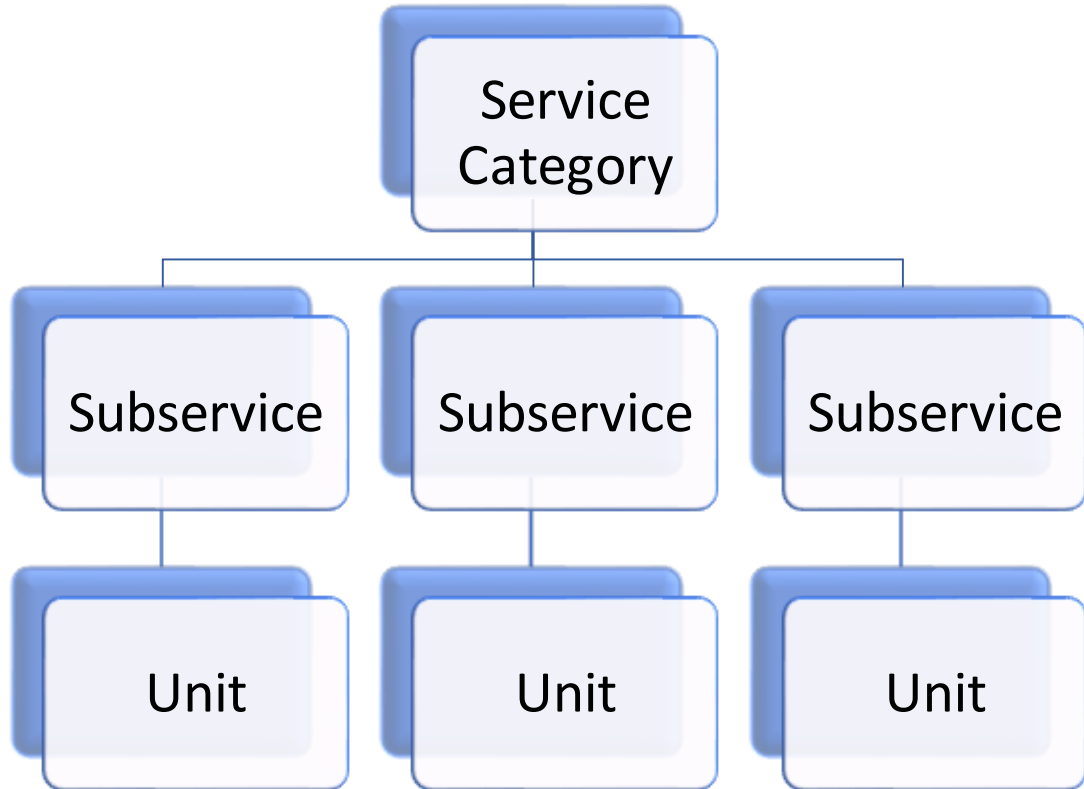 Service
Category
Subservice
Subservice
Subservice
Unit
Unit
Unit